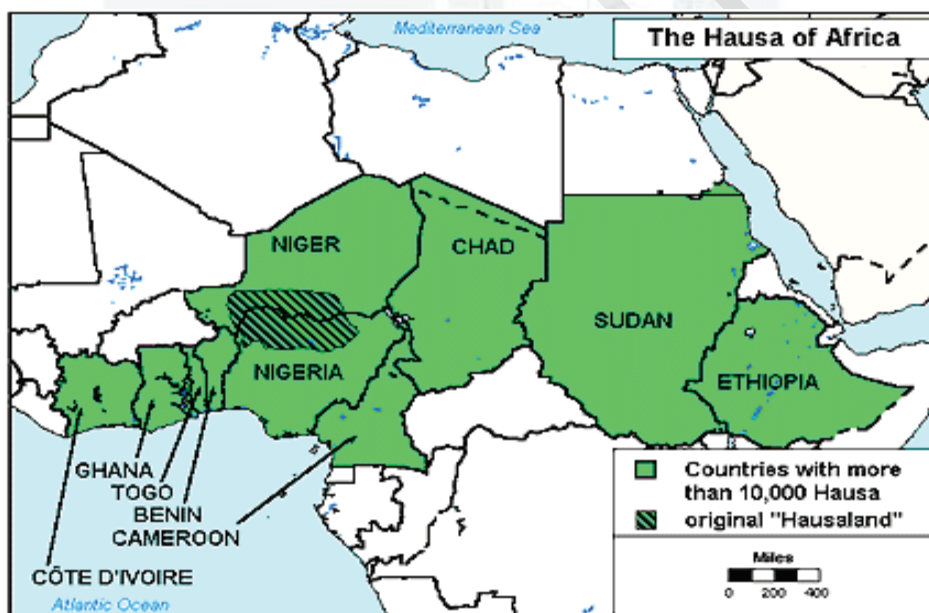 Mediterranean Sea
The Hausa of Africa
NIGER
CHAD
SUDAN
NIGERIA
ETHIOPIA
GHANA
TOGO
BENIN
CAMEROON
CÔTE D'IVOIRE
Atlantic Ocean
Countries with more
than 10,000 Hausa
original "Hausaland"
Miles
0 200 400